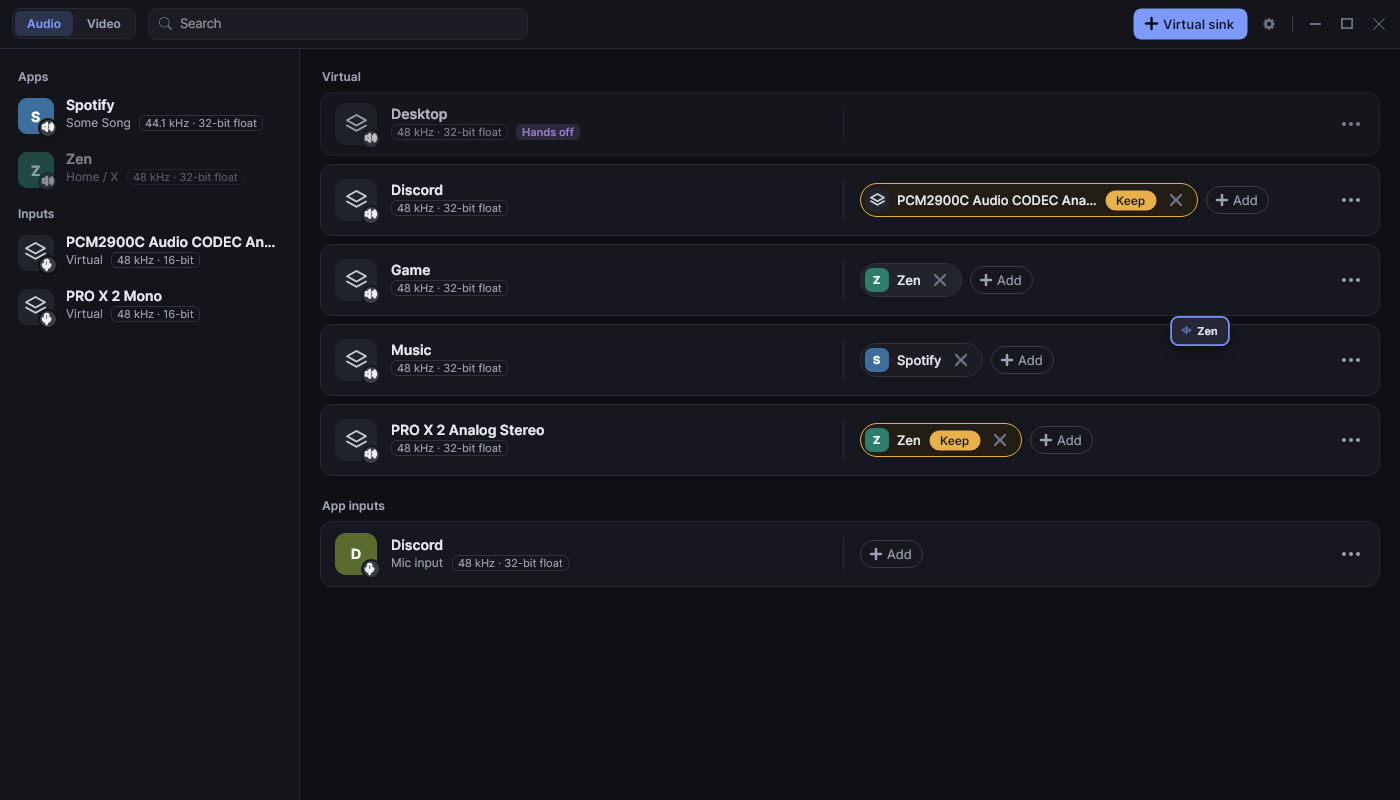 Audio Video Search Virtual sink
Apps
S Spotify
Some Song 44.1 kHz · 32-bit float
Z Zen
Home / X 48 kHz · 32-bit float
Inputs
PCM2900C Audio CODEC An...
Virtual 48 kHz · 16-bit
PRO X 2 Mono
Virtual 48 kHz · 16-bit
Virtual
Desktop
48 kHz · 32-bit float Hands off
Discord
48 kHz · 32-bit float
PCM2900C Audio CODEC Ana... Keep Add
Game
48 kHz · 32-bit float
Z Zen Add
Zen
Music
48 kHz · 32-bit float
S Spotify Add
PRO X 2 Analog Stereo
48 kHz · 32-bit float
Z Zen Keep Add
App inputs
D Discord
Mic input 48 kHz · 32-bit float
Add